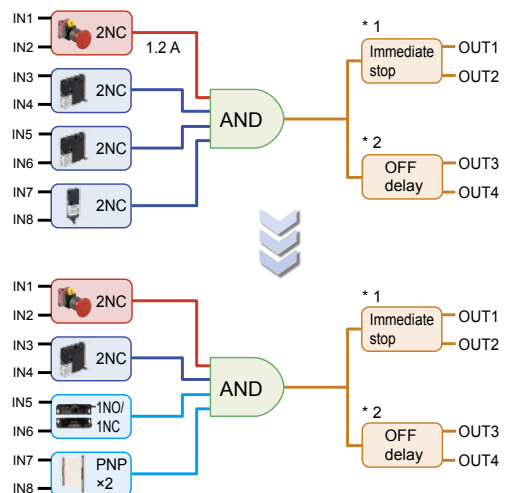 IN1
IN2
2NC
1.2 A
IN3
IN4
2NC
IN5
IN6
2NC
IN7
IN8
2NC
AND
* 1
Immediate
stop
OUT1
OUT2
* 2
OFF
delay
OUT3
OUT4
IN1
IN2
2NC
IN3
IN4
2NC
IN5
IN6
1NO/
1NC
IN7
IN8
PNP
×2
AND
* 1
Immediate
stop
OUT1
OUT2
* 2
OFF
delay
OUT3
OUT4